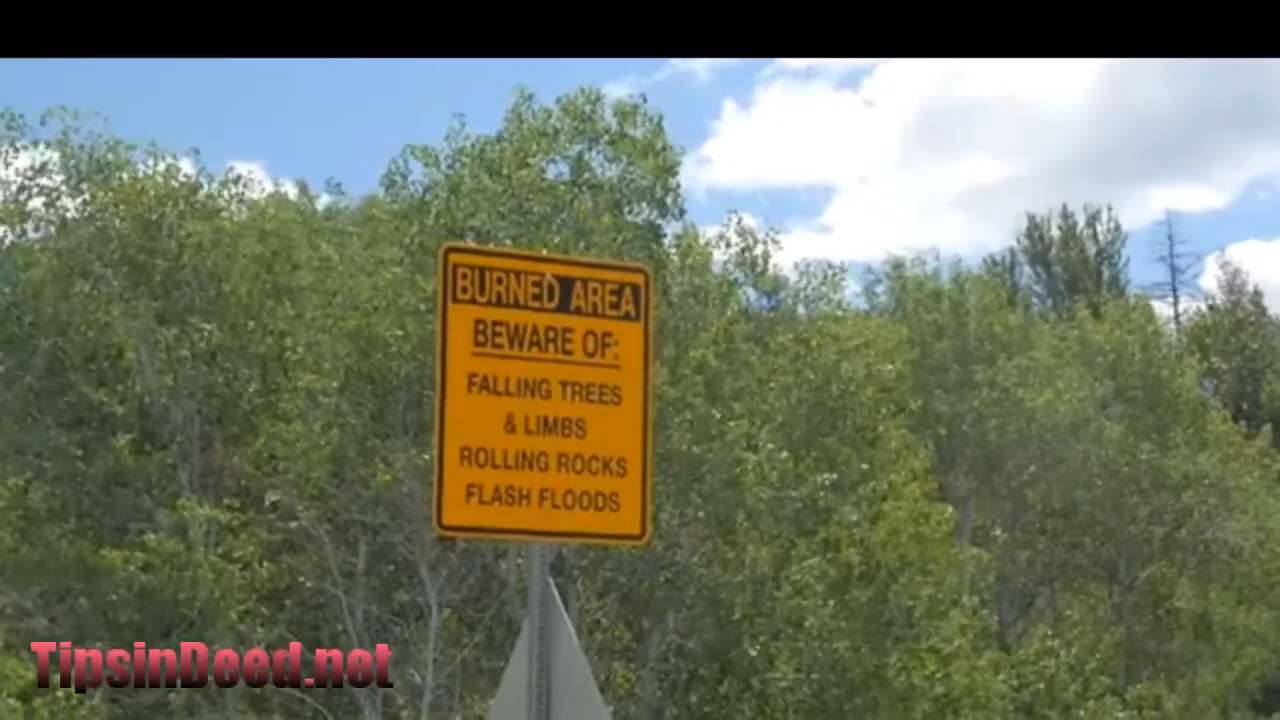 BURNED AREA
BEWARE OF:
FALLING TREES
& LIMBS
ROLLING ROCKS
FLASH FLOODS
TipsinDeed.net